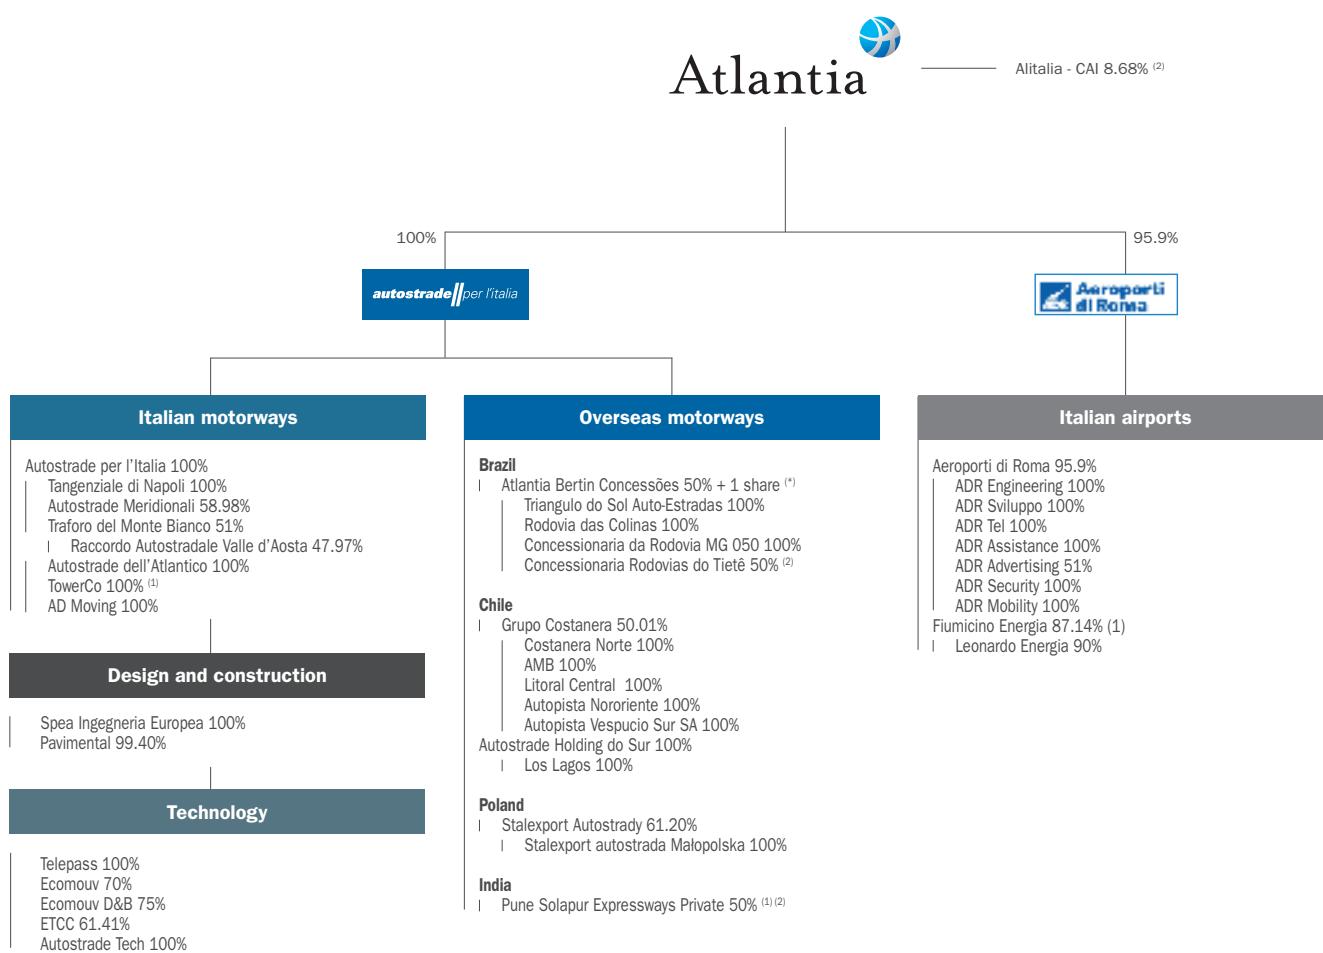 Atlantia
Alitalia - CAI 8.68% (2)
100%
95.9%
autostrade per l'italia
Aeroporti
di Roma
Italian motorways
Autostrade per l'Italia 100%
Tangenziale di Napoli 100%
Autostrade Meridionali 58.98%
Traforo del Monte Bianco 51%
Raccordo Autostradale Valle d'Aosta 47.97%
Autostrade dell'Atlantico 100%
TowerCo 100% (1)
AD Moving 100%
Design and construction
Spea Ingegneria Europea 100%
Pavimental 99.40%
Technology
Telepass 100%
Ecomouv 70%
Ecomouv D&B 75%
ETCC 61.41%
Autostrade Tech 100%
Overseas motorways
Brazil
Atlantia Bertin Concessões 50% + 1 share (*)
Triangulo do Sol Auto-Estradas 100%
Rodovia das Colinas 100%
Concessionaria da Rodovia MG 050 100%
Concessionaria Rodovias do Tietê 50% (2)
Chile
Grupo Costanera 50.01%
Costanera Norte 100%
AMB 100%
Litoral Central 100%
Autopista Nororiente 100%
Autopista Vespucio Sur SA 100%
Autostrade Holding do Sur 100%
Los Lagos 100%
Poland
Stalexport Autostrady 61.20%
Stalexport autostrada Małopolska 100%
India
Pune Solapur Expressways Private 50% (1) (2)
Italian airports
Aeroporti di Roma 95.9%
ADR Engineering 100%
ADR Sviluppo 100%
ADR Tel 100%
ADR Assistance 100%
ADR Advertising 51%
ADR Security 100%
ADR Mobility 100%
Fiumicino Energia 87.14% (1)
Leonardo Energia 90%